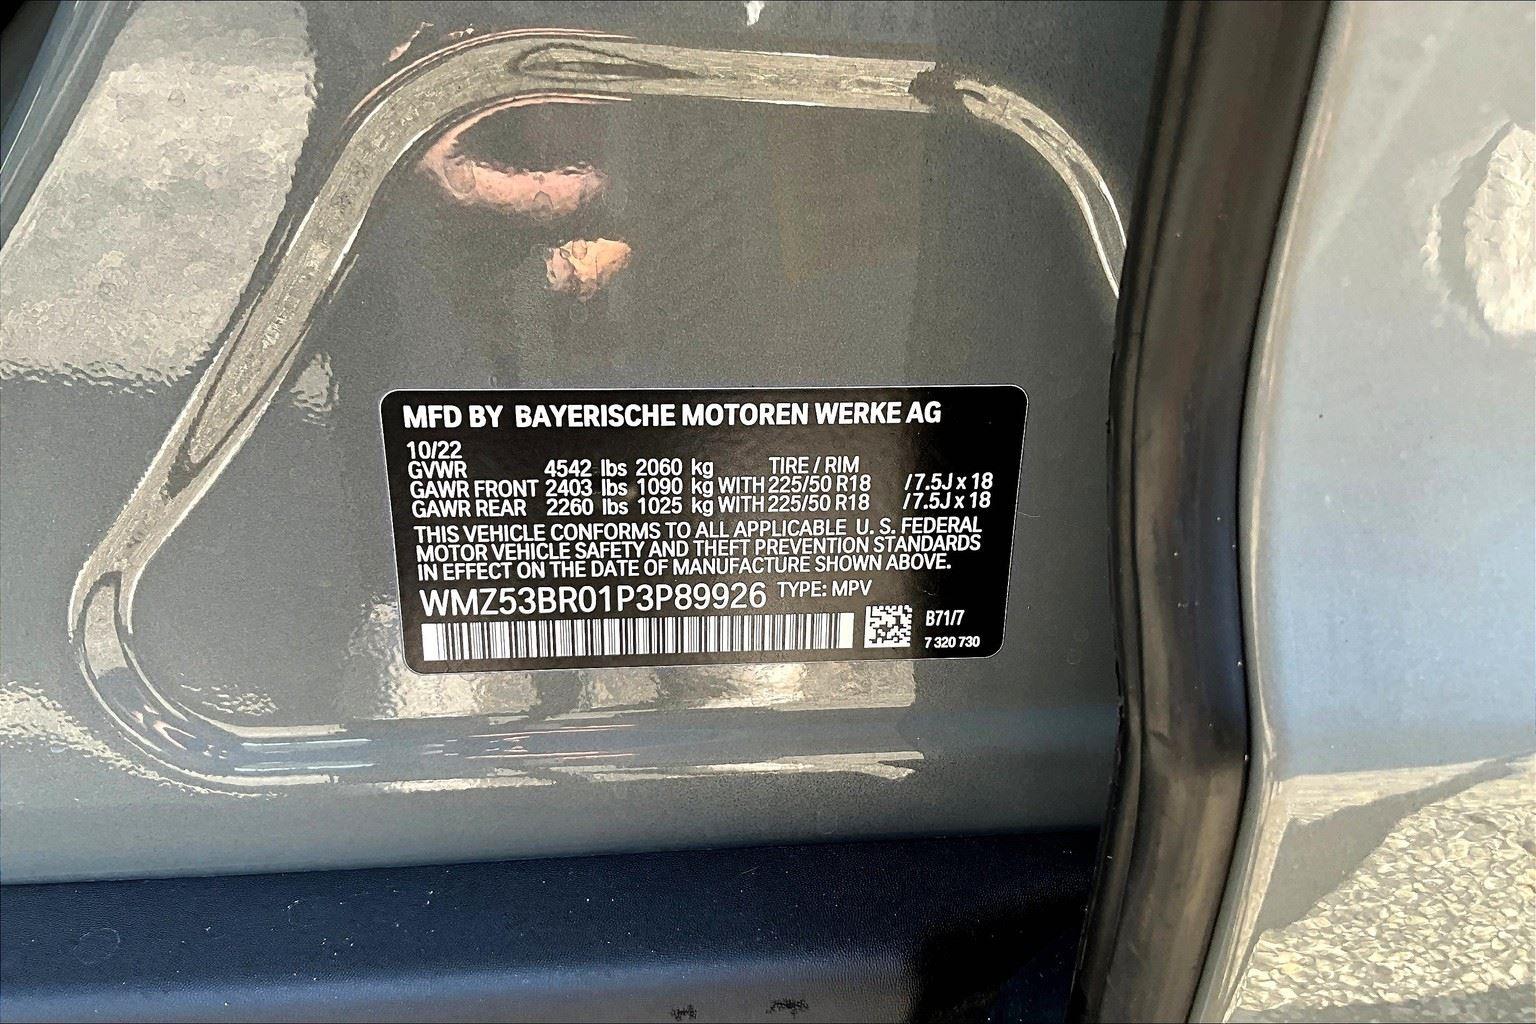 MFD BY BAYERISCHE MOTOREN WERKE AG
10/22
GVWR 4542 lbs 2060 kg TIRE / RIM
GAWR FRONT 2403 lbs 1090 kg WITH 225/50 R18 /7.5J x 18
GAWR REAR 2260 lbs 1025 kg WITH 225/50 R18 /7.5J x 18
THIS VEHICLE CONFORMS TO ALL APPLICABLE U. S. FEDERAL
MOTOR VEHICLE SAFETY AND THEFT PREVENTION STANDARDS
IN EFFECT ON THE DATE OF MANUFACTURE SHOWN ABOVE.
WMZ53BR01P3P89926 TYPE: MPV
B71/7
7 320 730